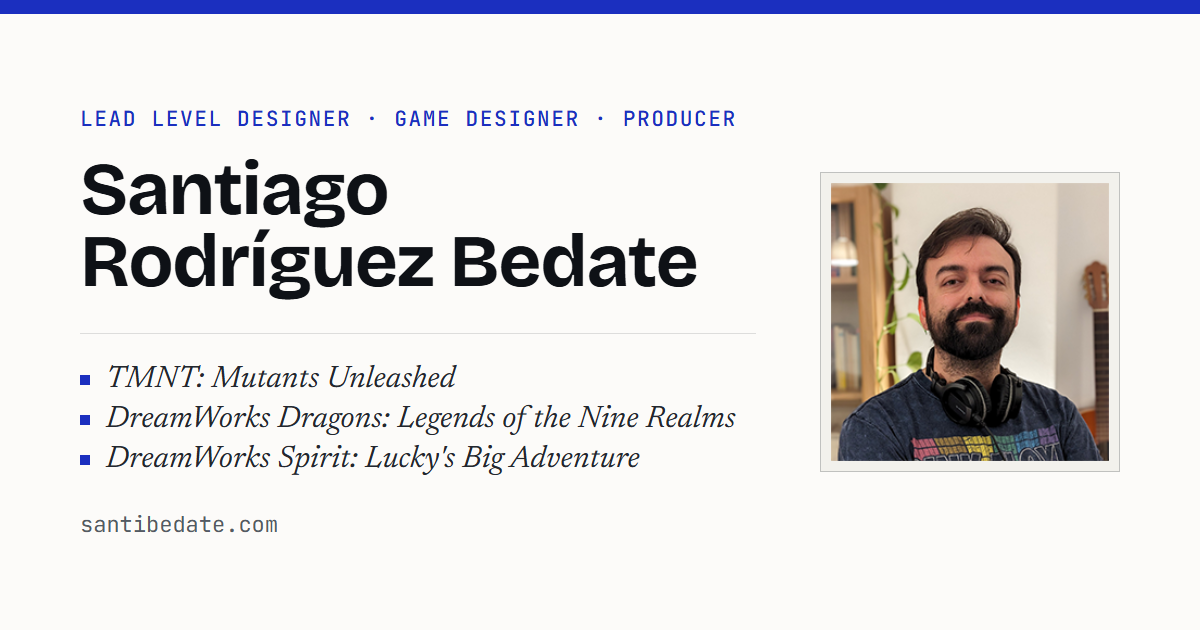 LEAD LEVEL DESIGNER · GAME DESIGNER · PRODUCER
Santiago
Rodríguez Bedate
TMNT: Mutants Unleashed
DreamWorks Dragons: Legends of the Nine Realms
DreamWorks Spirit: Lucky's Big Adventure
santibedate.com